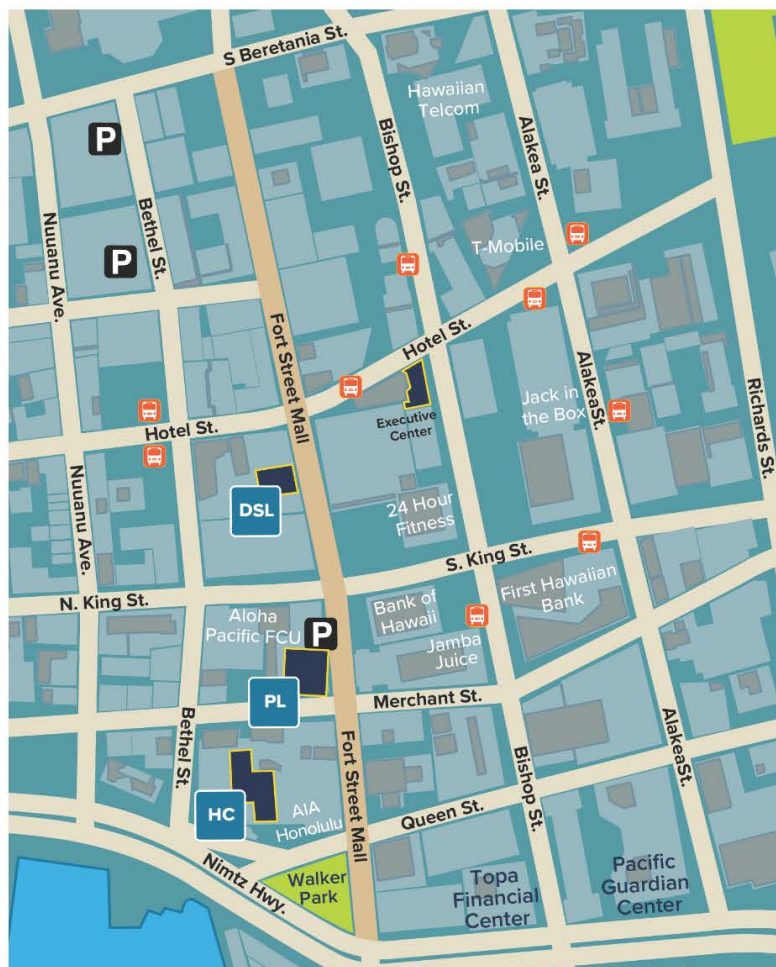 S Beretania St.
Hawaiian
Telcom
Bishop St.
Alakea St.
P
Nuuanu Ave.
Bethel St.
P
T-Mobile
Fort Street Mall
Hotel St.
Executive
Center
Jack in
the Box
AlakeaSt.
Richards St.
Hotel St.
Nuuanu Ave.
DSL
24 Hour
Fitness
S. King St.
N. King St.
Aloha
Pacific FCU
P
Bank of
Hawaii
First Hawaiian
Bank
Jamba
Juice
PL
Merchant St.
Bethel St.
Fort Street Mall
Bishop St.
AlakeaSt.
HC
AIA
Honolulu
Queen St.
Nimtz Hwy.
Walker
Park
Topa
Financial
Center
Pacific
Guardian
Center